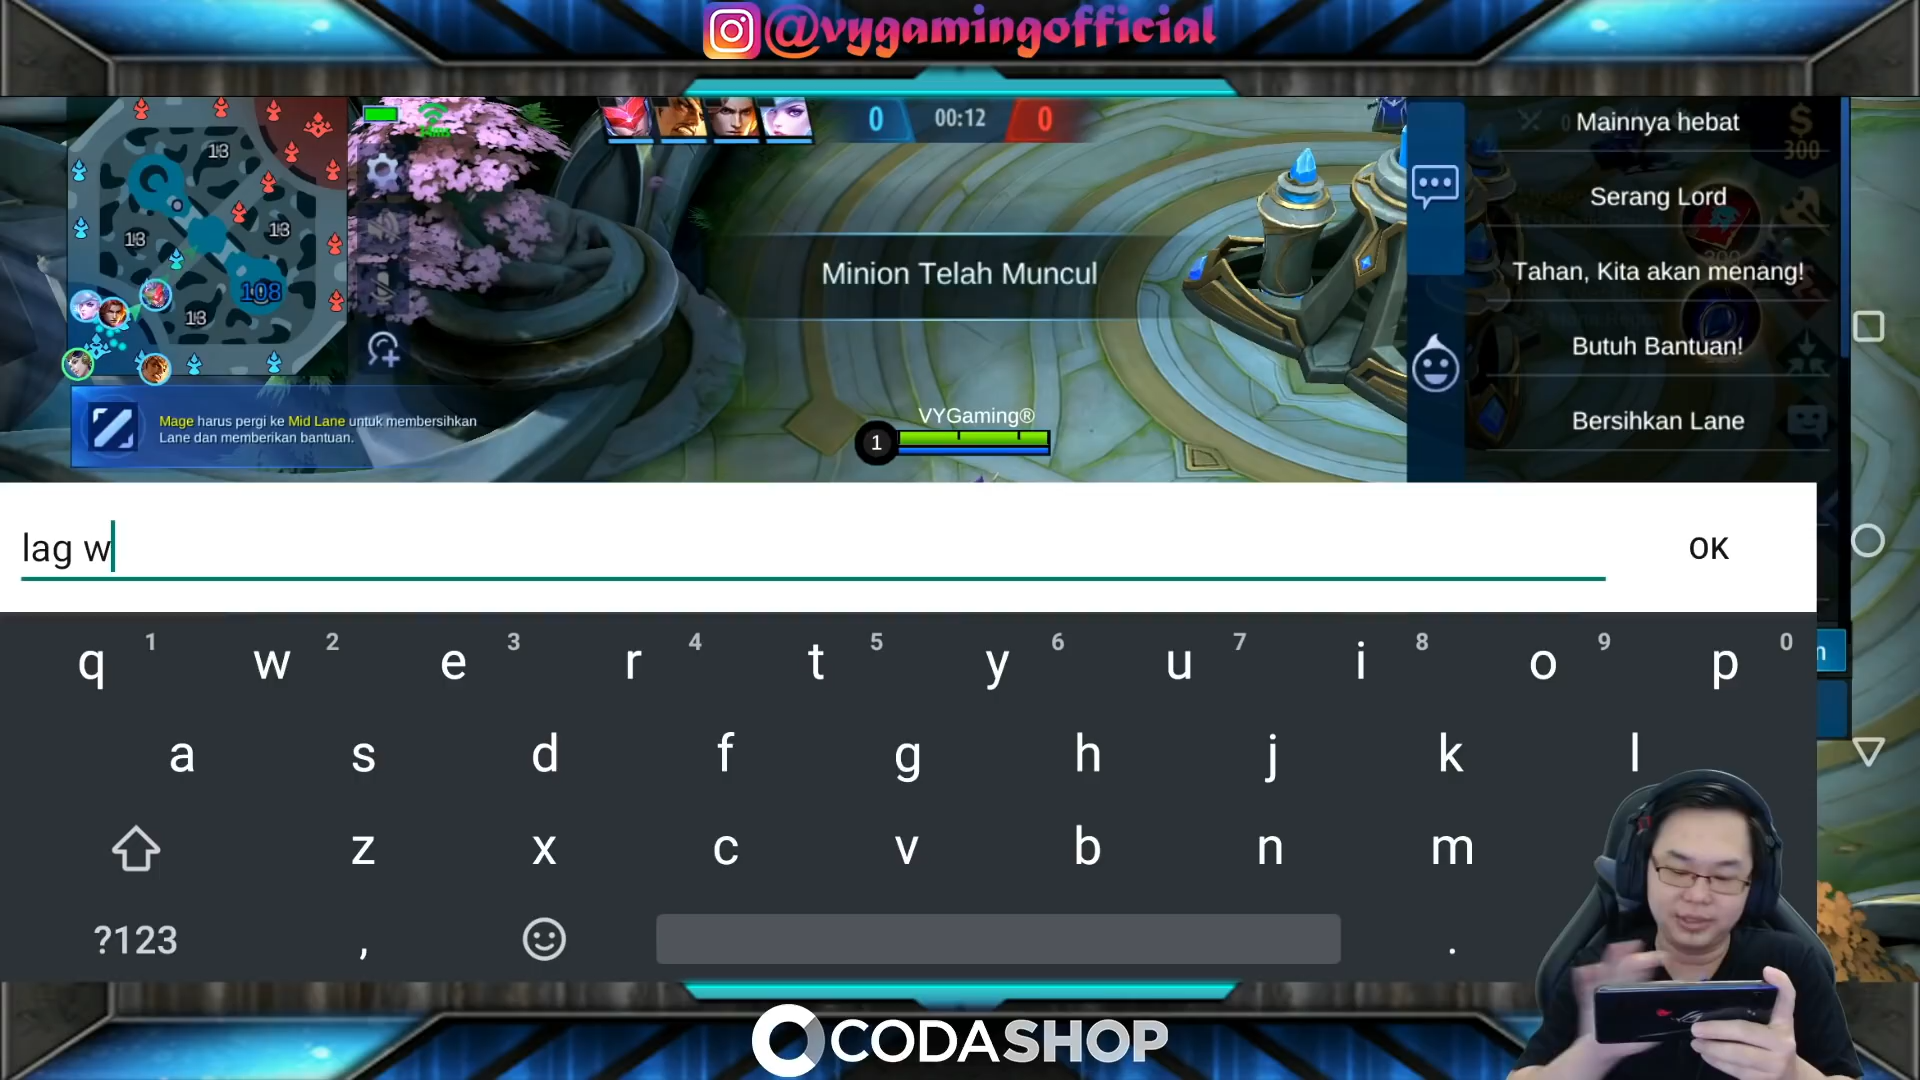 @vygamingofficial
13
13
13
108
13
0
00:12
0
Minion Telah Muncul
Mage harus pergi ke Mid Lane untuk membersihkan
Lane dan memberikan bantuan.
VYGaming®
1
Mainnya hebat
300
Serang Lord
Tahan, Kita akan menang!
Butuh Bantuan!
Bersihkan Lane
lag w
OK
q 1 w 2 e 3 r 4 t 5 y 6 u 7 i 8 o 9 p 0
a s d f g h j k l
z x c v b n m
?123 , .
CODASHOP